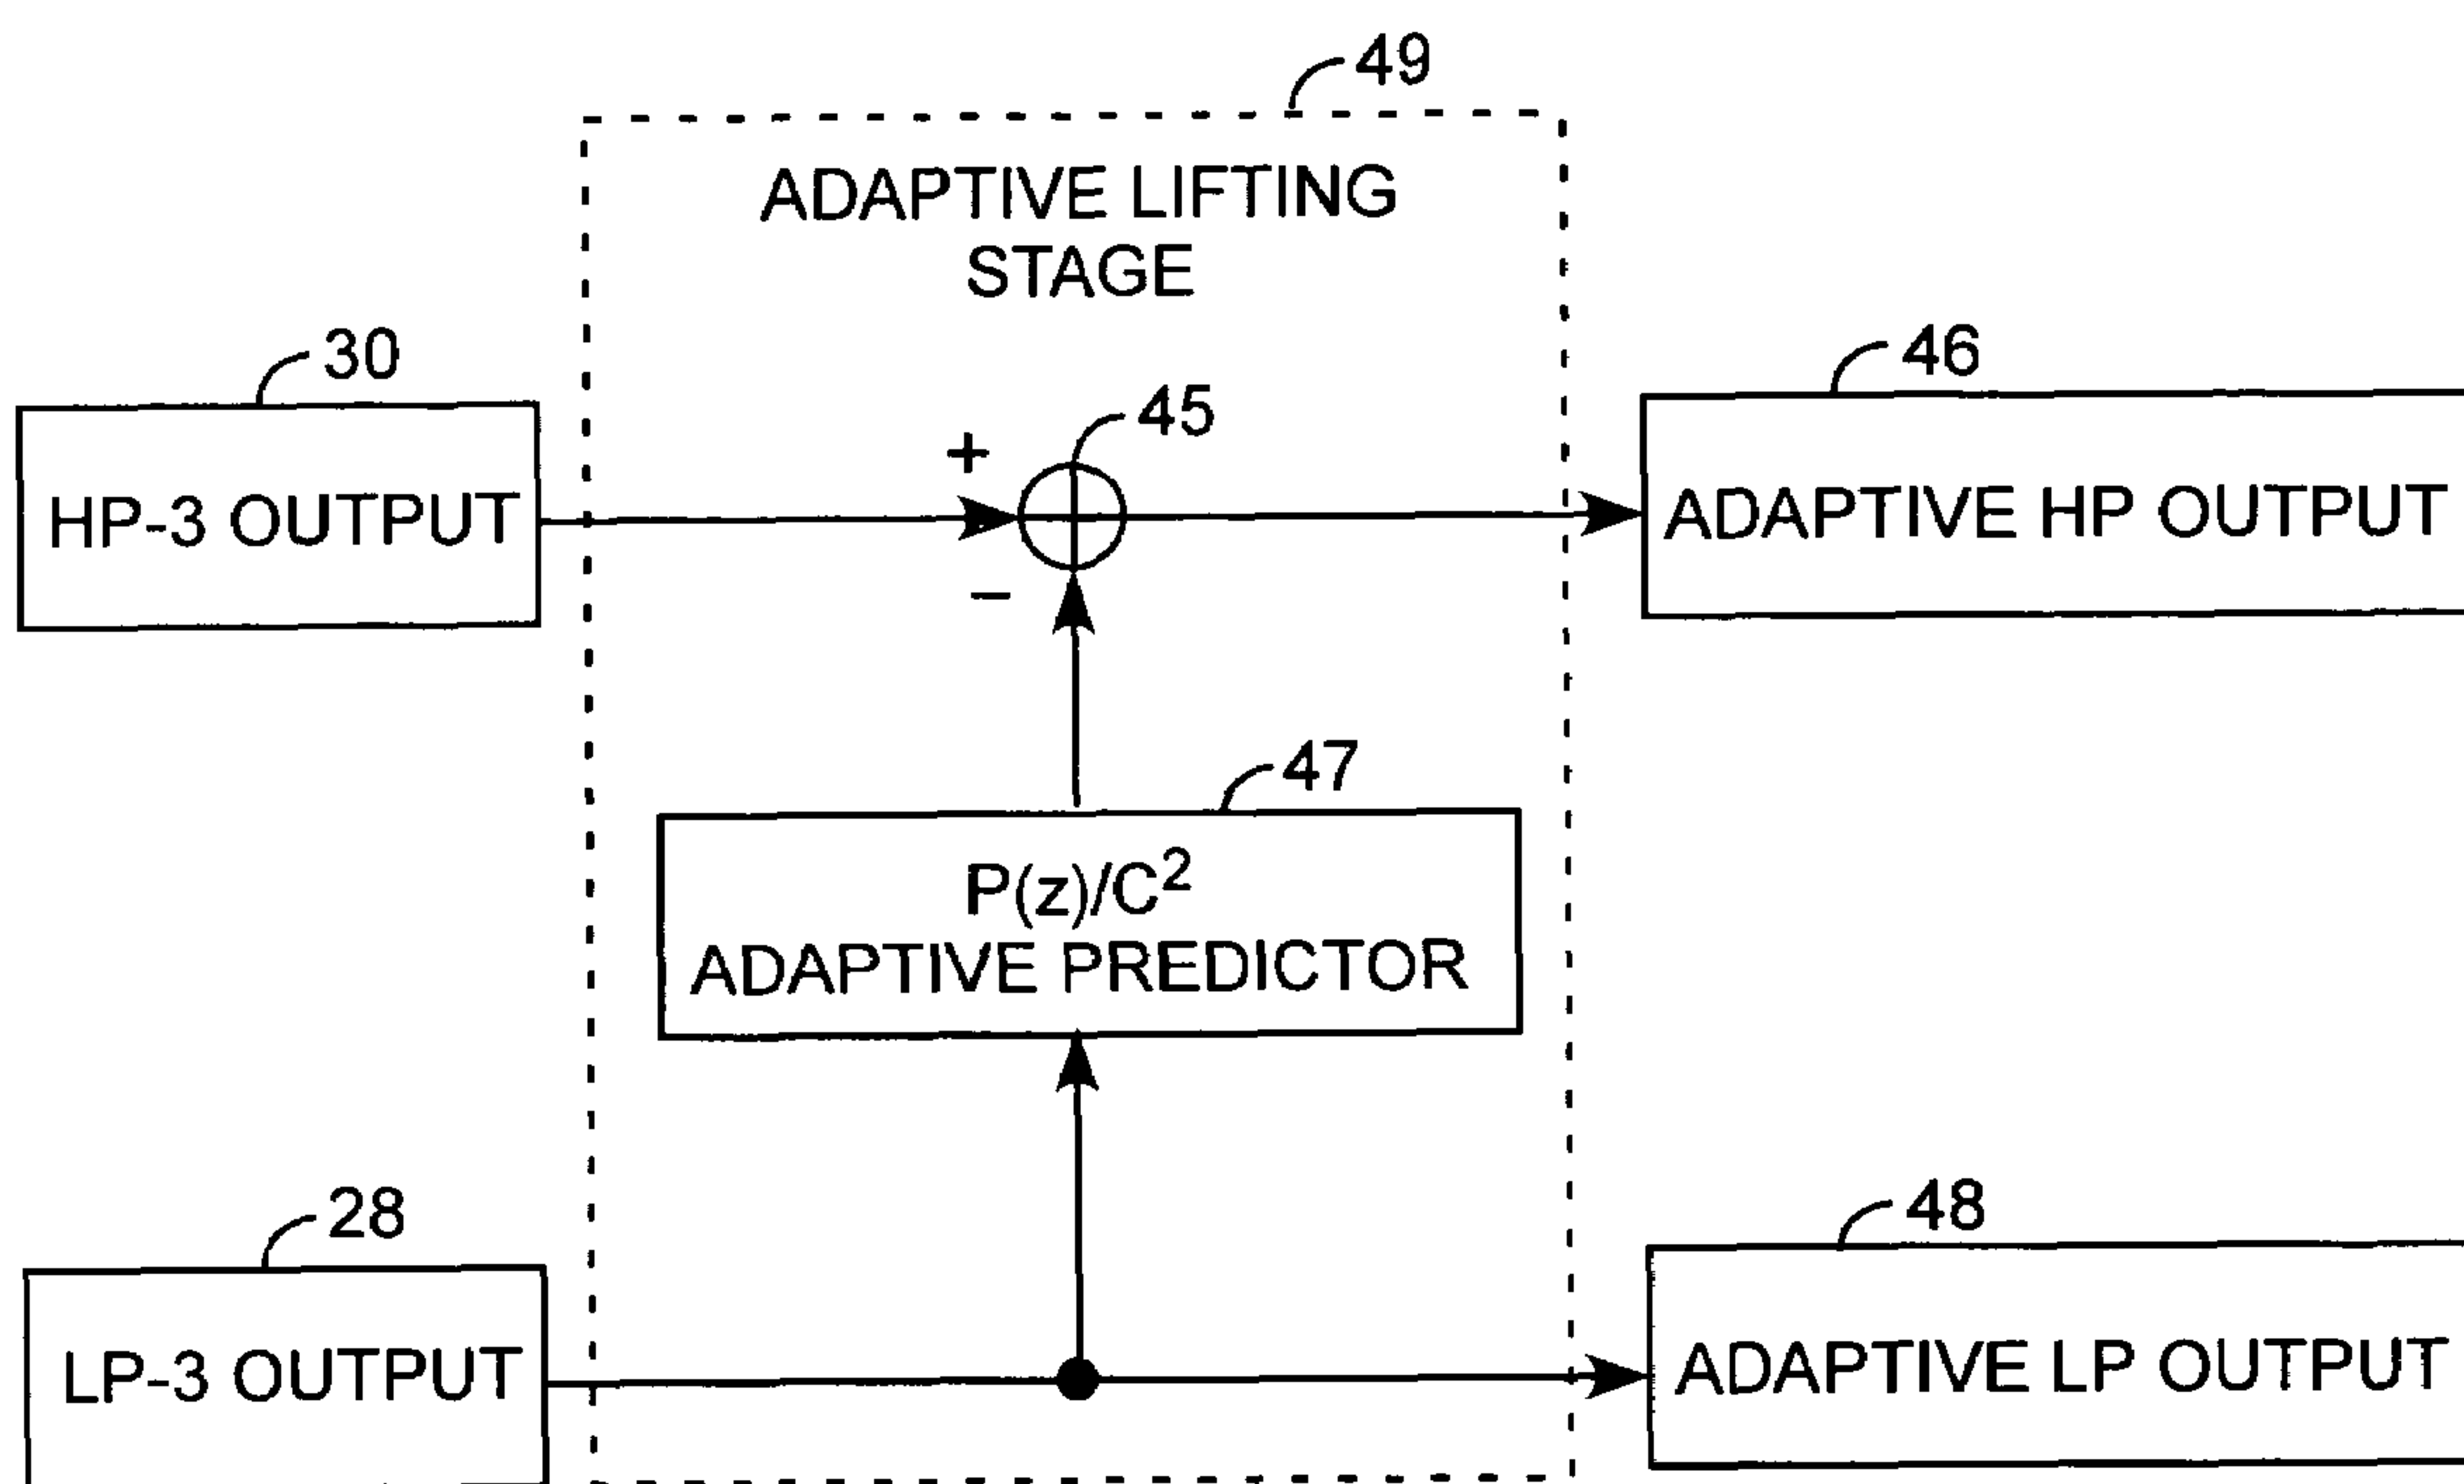 49
ADAPTIVE LIFTING
STAGE
30
45
46
+
HP-3 OUTPUT
ADAPTIVE HP OUTPUT
−
47
P(z)/C²
ADAPTIVE PREDICTOR
28
48
LP-3 OUTPUT
ADAPTIVE LP OUTPUT